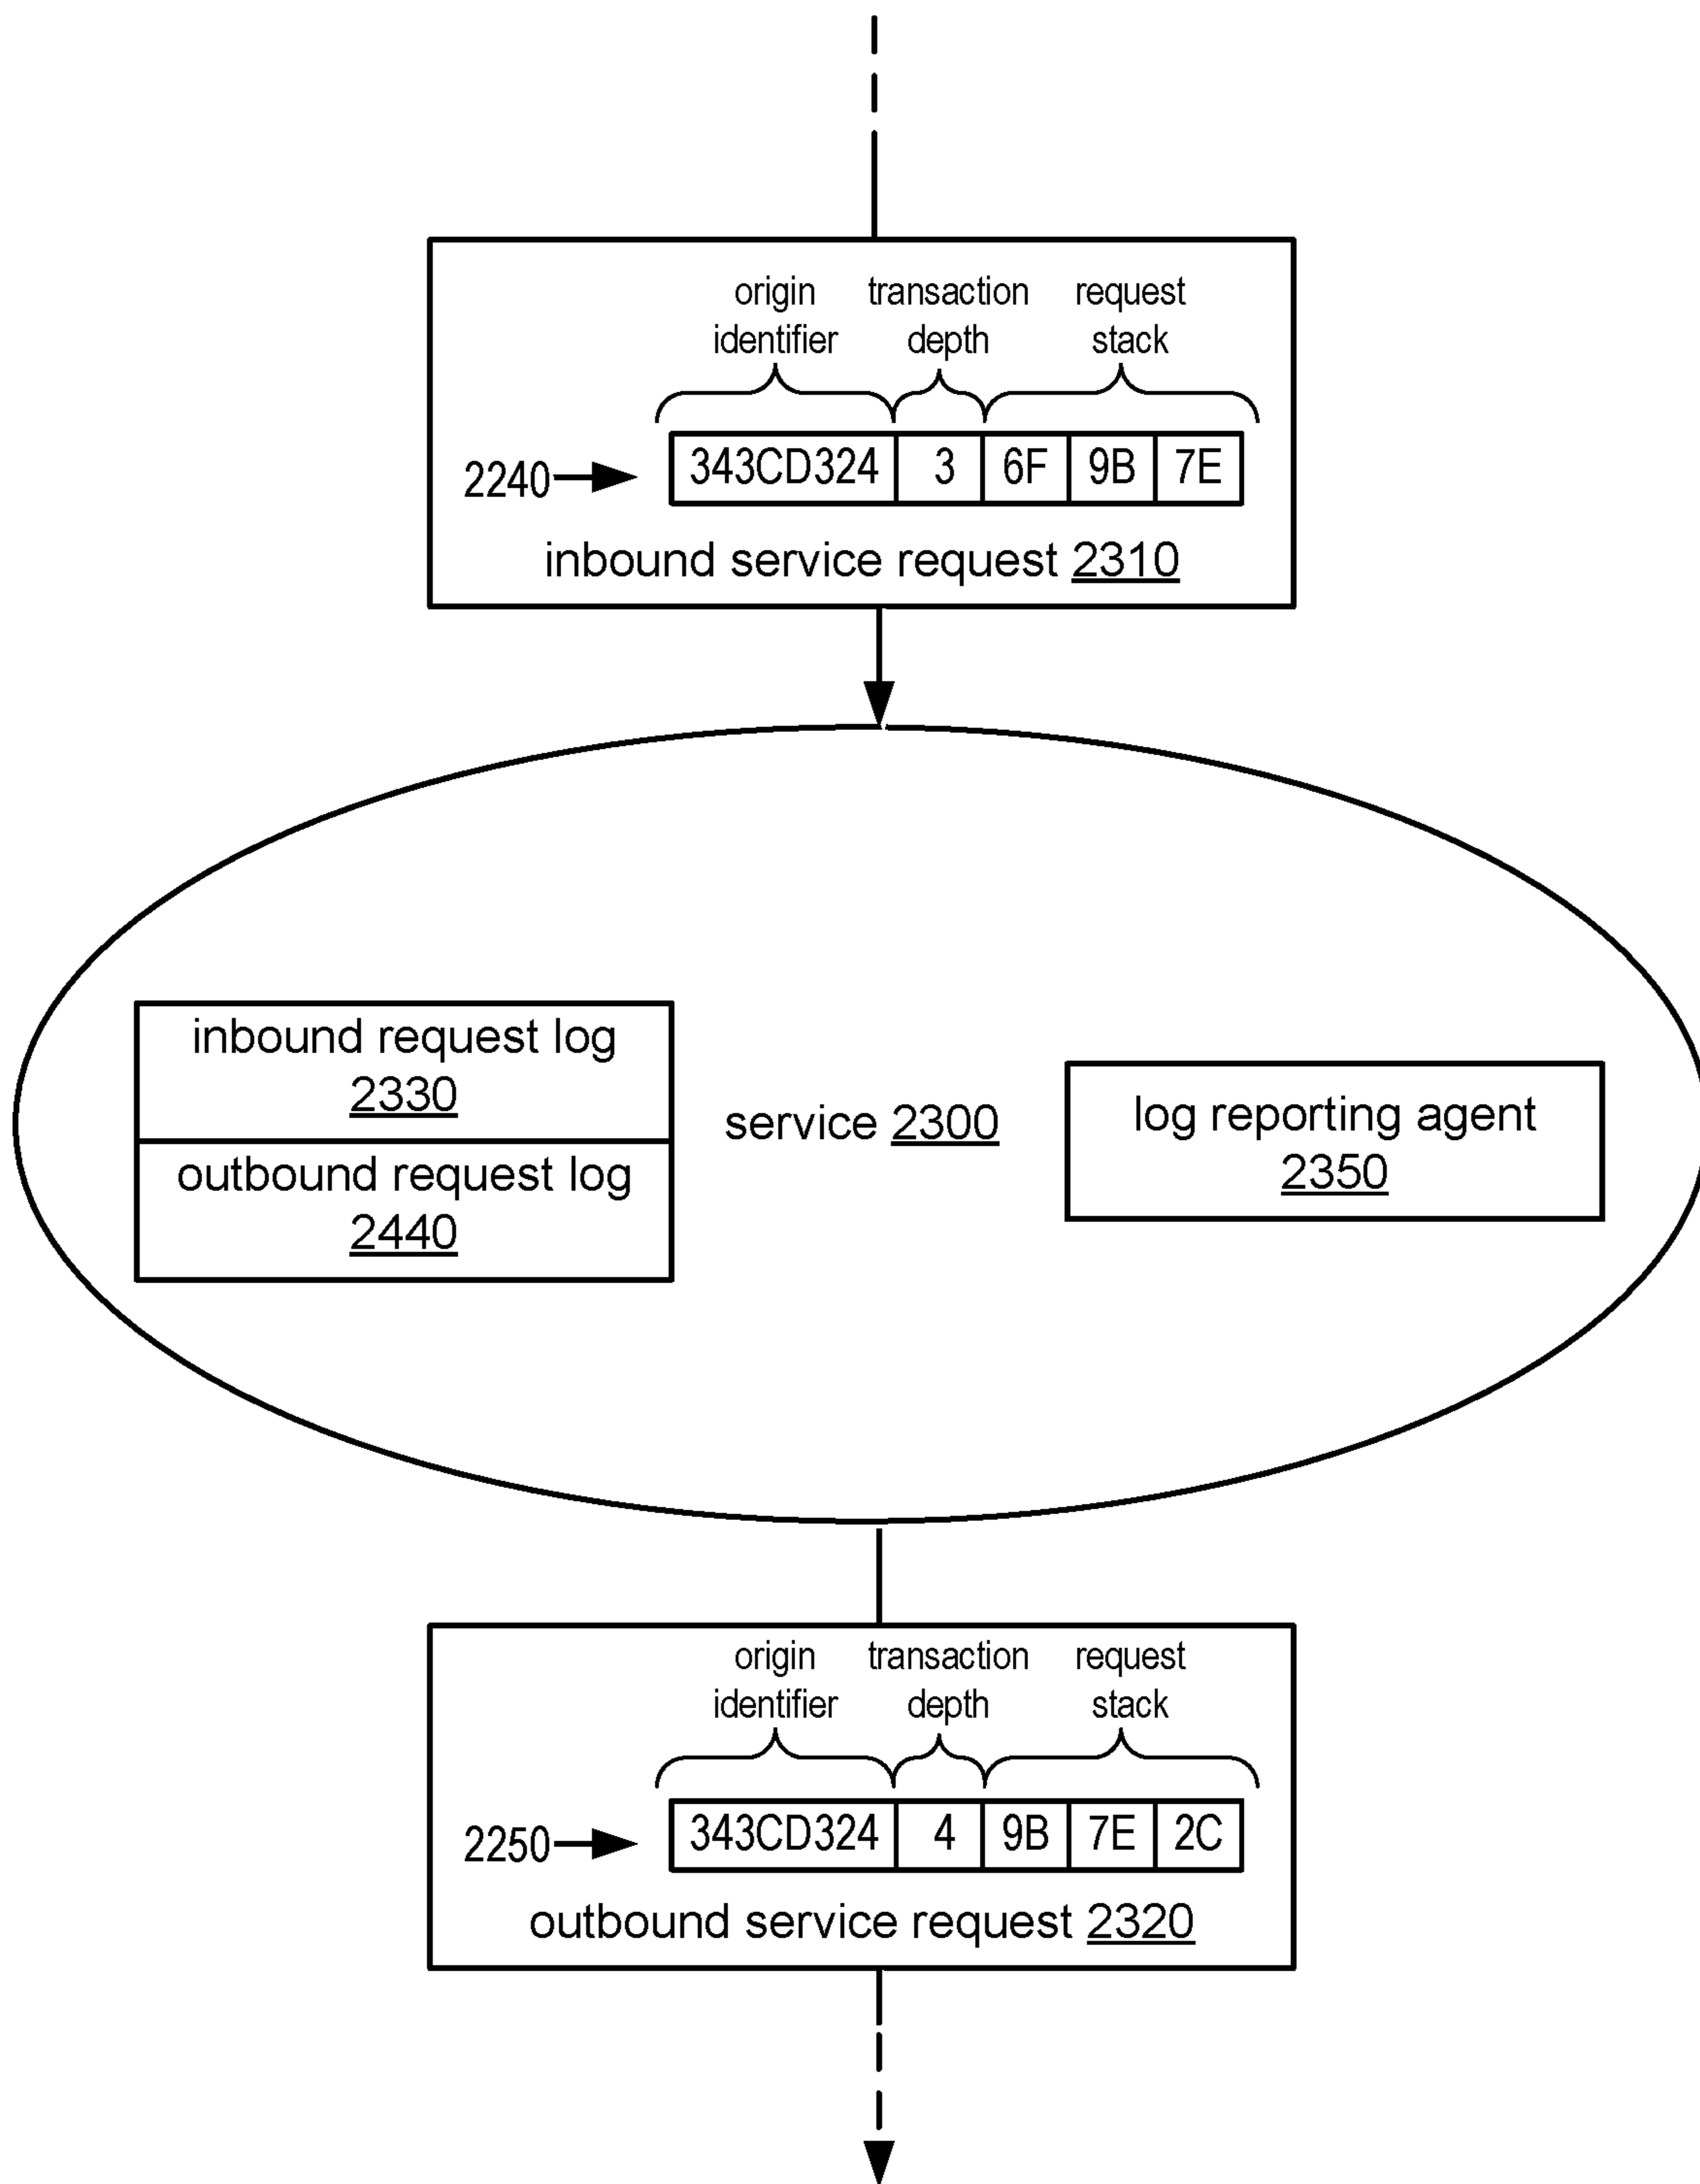 origin transaction request
identifier depth stack
2240 343CD324 3 6F 9B 7E
inbound service request 2310
inbound request log
2330
outbound request log
2440
service 2300
log reporting agent
2350
origin transaction request
identifier depth stack
2250 343CD324 4 9B 7E 2C
outbound service request 2320